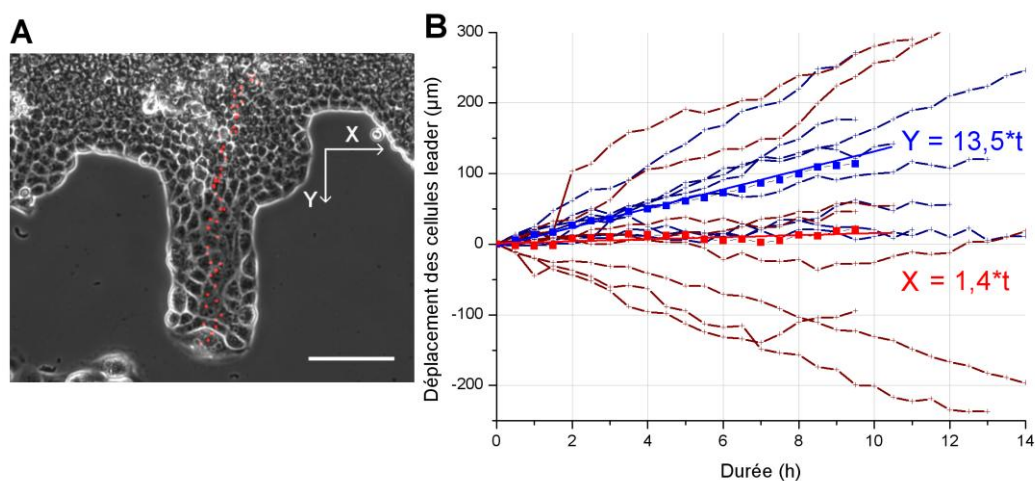 A
X
Y
B
Déplacement des cellules leader (µm)
300
200
100
0
-100
-200
Y = 13,5*t
X = 1,4*t
0 2 4 6 8 10 12 14
Durée (h)